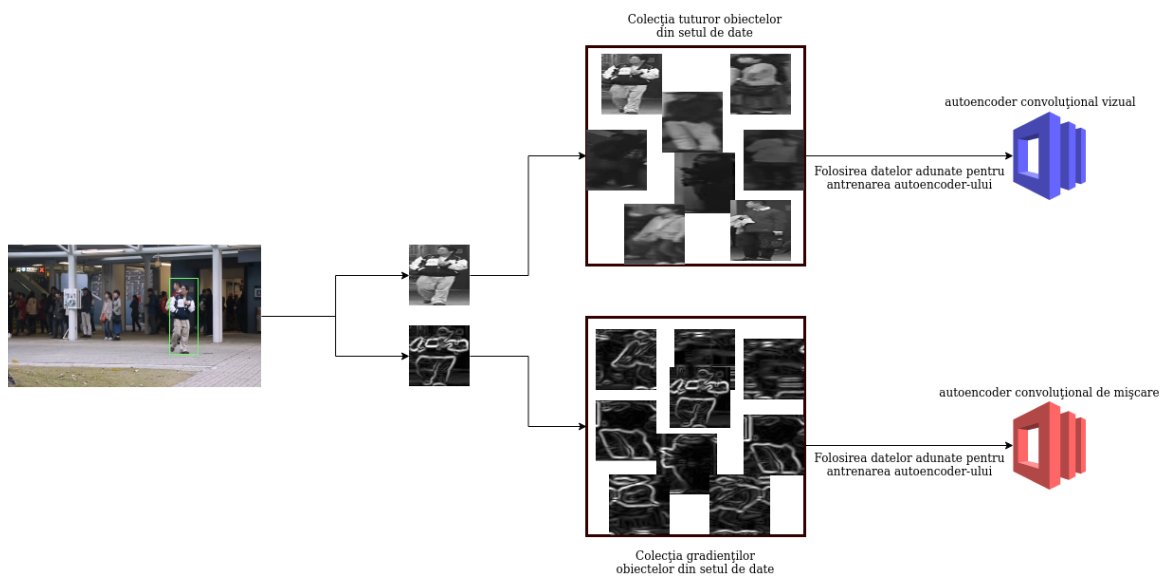 Colecția tuturor obiectelor
din setul de date
autoencoder convoluțional vizual
Folosirea datelor adunate pentru
antrenarea autoencoder-ului
autoencoder convoluțional de mișcare
Folosirea datelor adunate pentru
antrenarea autoencoder-ului
Colecția gradienților
obiectelor din setul de date